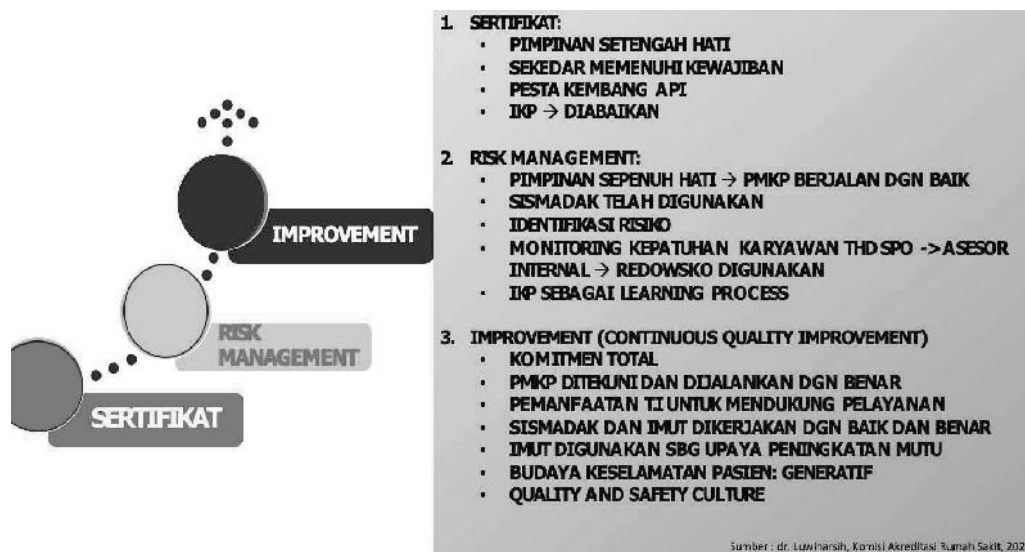 1. SERTIFIKAT:
• PIMPINAN SETENGAH HATI
• SEKEDAR MEMENUHI KEWAJIBAN
• PESTA KEMBANG API
• IKP → DIABAIKAN
2. RISK MANAGEMENT:
• PIMPINAN SEPENUH HATI → PMKP BERJALAN DGN BAIK
• SISMADAK TELAH DIGUNAKAN
• IDENTIFIKASI RISIKO
• MONITORING KEPATUHAN KARYAWAN THD SPO -> ASESOR
INTERNAL → REDOWSKO DIGUNAKAN
• IKP SEBAGAI LEARNING PROCESS
3. IMPROVEMENT (CONTINUOUS QUALITY IMPROVEMENT)
• KOMITMEN TOTAL
• PMKP DITEKUNI DAN DIJALANKAN DGN BENAR
• PEMANFAATAN T.I UNTUK MENDUKUNG PELAYANAN
• SISMADAK DAN IMUT DIKERJAKAN DGN BAIK DAN BENAR
• IMUT DIGUNAKAN SBG UPAYA PENINGKATAN MUTU
• BUDAYA KESELAMATAN PASIEN: GENERATIF
• QUALITY AND SAFETY CULTURE
IMPROVEMENT
RISK
MANAGEMENT
SERTIFIKAT
Sumber : dr. Luwiharsih, Komisi Akreditasi Rumah Sakit, 202